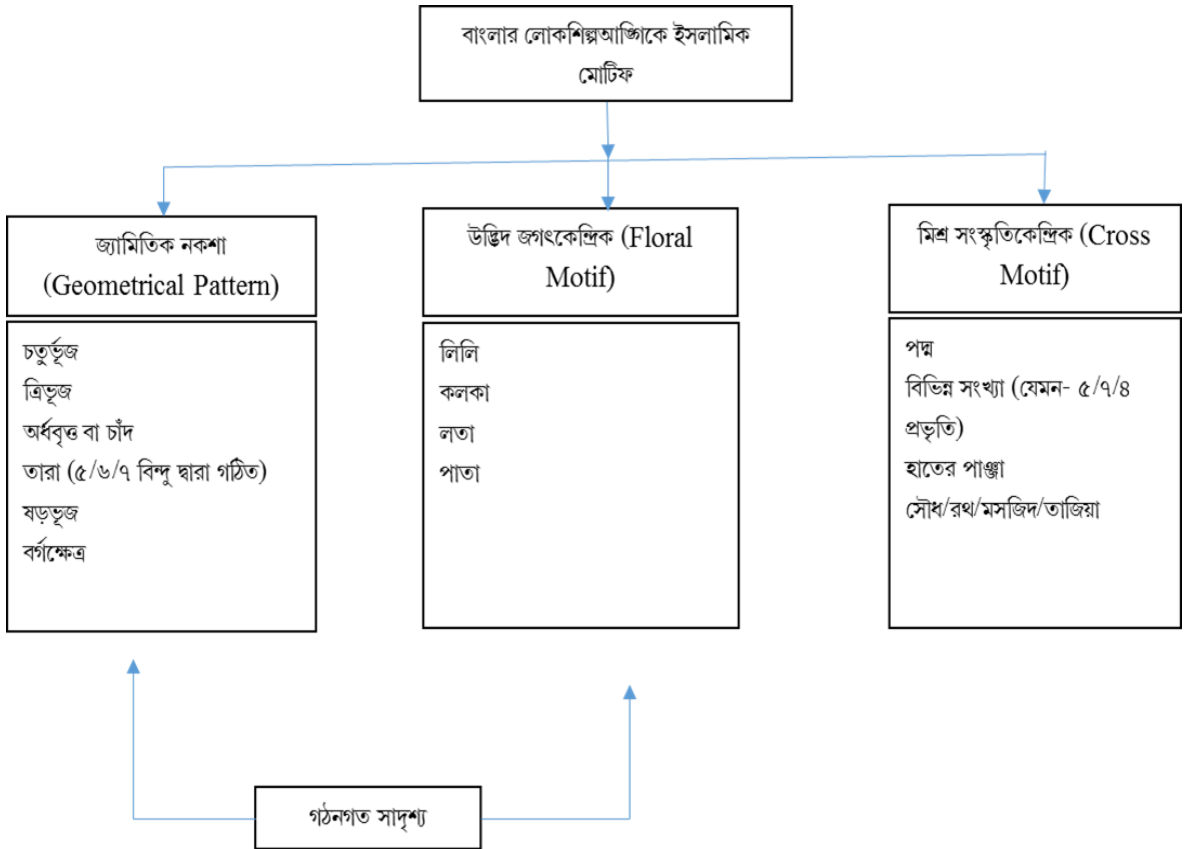 বাংলার লোকশিল্পআঙ্গিকে ইসলামিক
মোটিফ
জ্যামিতিক নকশা
(Geometrical Pattern)
চতুর্ভূজ
ত্রিভূজ
অর্ধবৃত্ত বা চাঁদ
তারা (৫/৬/৭ বিন্দু দ্বারা গঠিত)
ষড়ভূজ
বর্গক্ষেত্র
উদ্ভিদ জগৎকেন্দ্রিক (Floral
Motif)
লিলি
কলকা
লতা
পাতা
মিশ্র সংস্কৃতিকেন্দ্রিক (Cross
Motif)
পদ্ম
বিভিন্ন সংখ্যা (যেমন- ৫/৭/৪
প্রভৃতি)
হাতের পাঞ্জা
সৌধ/রথ/মসজিদ/তাজিয়া
গঠনগত সাদৃশ্য